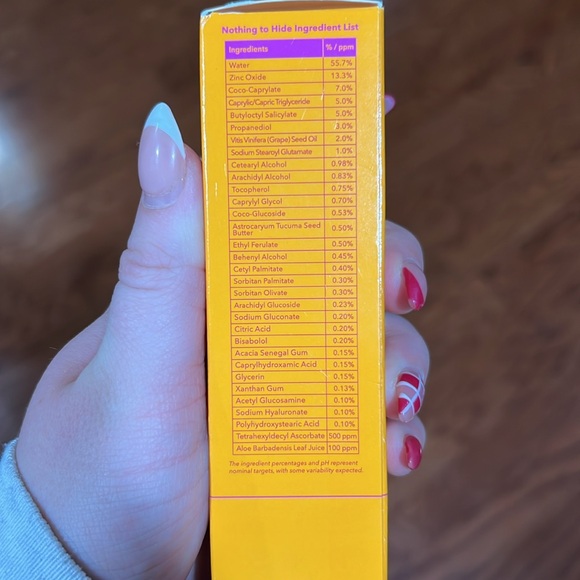 Nothing to Hide Ingredient List
Ingredients % / ppm
Water 55.7%
Zinc Oxide 13.3%
Coco-Caprylate 7.0%
Caprylic/Capric Triglyceride 5.0%
Butyloctyl Salicylate 5.0%
Propanediol 3.0%
Vitis Vinifera (Grape) Seed Oil 2.0%
Sodium Stearoyl Glutamate 1.0%
Cetearyl Alcohol 0.98%
Arachidyl Alcohol 0.83%
Tocopherol 0.75%
Caprylyl Glycol 0.70%
Coco-Glucoside 0.53%
Astrocaryum Tucuma Seed
Butter 0.50%
Ethyl Ferulate 0.50%
Behenyl Alcohol 0.45%
Cetyl Palmitate 0.40%
Sorbitan Palmitate 0.30%
Sorbitan Olivate 0.30%
Arachidyl Glucoside 0.23%
Sodium Gluconate 0.20%
Citric Acid 0.20%
Bisabolol 0.20%
Acacia Senegal Gum 0.15%
Caprylhydroxamic Acid 0.15%
Glycerin 0.15%
Xanthan Gum 0.13%
Acetyl Glucosamine 0.10%
Sodium Hyaluronate 0.10%
Polyhydroxystearic Acid 0.10%
Tetrahexyldecyl Ascorbate 500 ppm
Aloe Barbadensis Leaf Juice 100 ppm
The ingredient percentages and pH represent
nominal targets, with some variability expected.